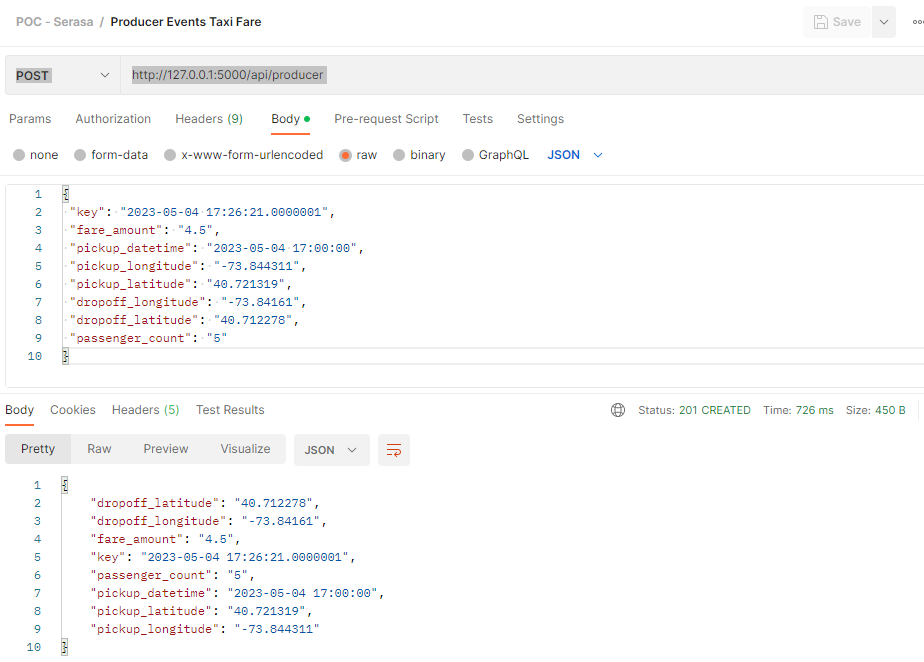 POC - Serasa / Producer Events Taxi Fare
Save
POST http://127.0.0.1:5000/api/producer
Params Authorization Headers (9) Body Pre-request Script Tests Settings
none form-data x-www-form-urlencoded raw binary GraphQL JSON
1 {
2 "key": "2023-05-04 17:26:21.0000001",
3 "fare_amount": "4.5",
4 "pickup_datetime": "2023-05-04 17:00:00",
5 "pickup_longitude": "-73.844311",
6 "pickup_latitude": "40.721319",
7 "dropoff_longitude": "-73.84161",
8 "dropoff_latitude": "40.712278",
9 "passenger_count": "5"
10 }
Body Cookies Headers (5) Test Results Status: 201 CREATED Time: 726 ms Size: 450 B
Pretty Raw Preview Visualize JSON
1 {
2 "dropoff_latitude": "40.712278",
3 "dropoff_longitude": "-73.84161",
4 "fare_amount": "4.5",
5 "key": "2023-05-04 17:26:21.0000001",
6 "passenger_count": "5",
7 "pickup_datetime": "2023-05-04 17:00:00",
8 "pickup_latitude": "40.721319",
9 "pickup_longitude": "-73.844311"
10 }